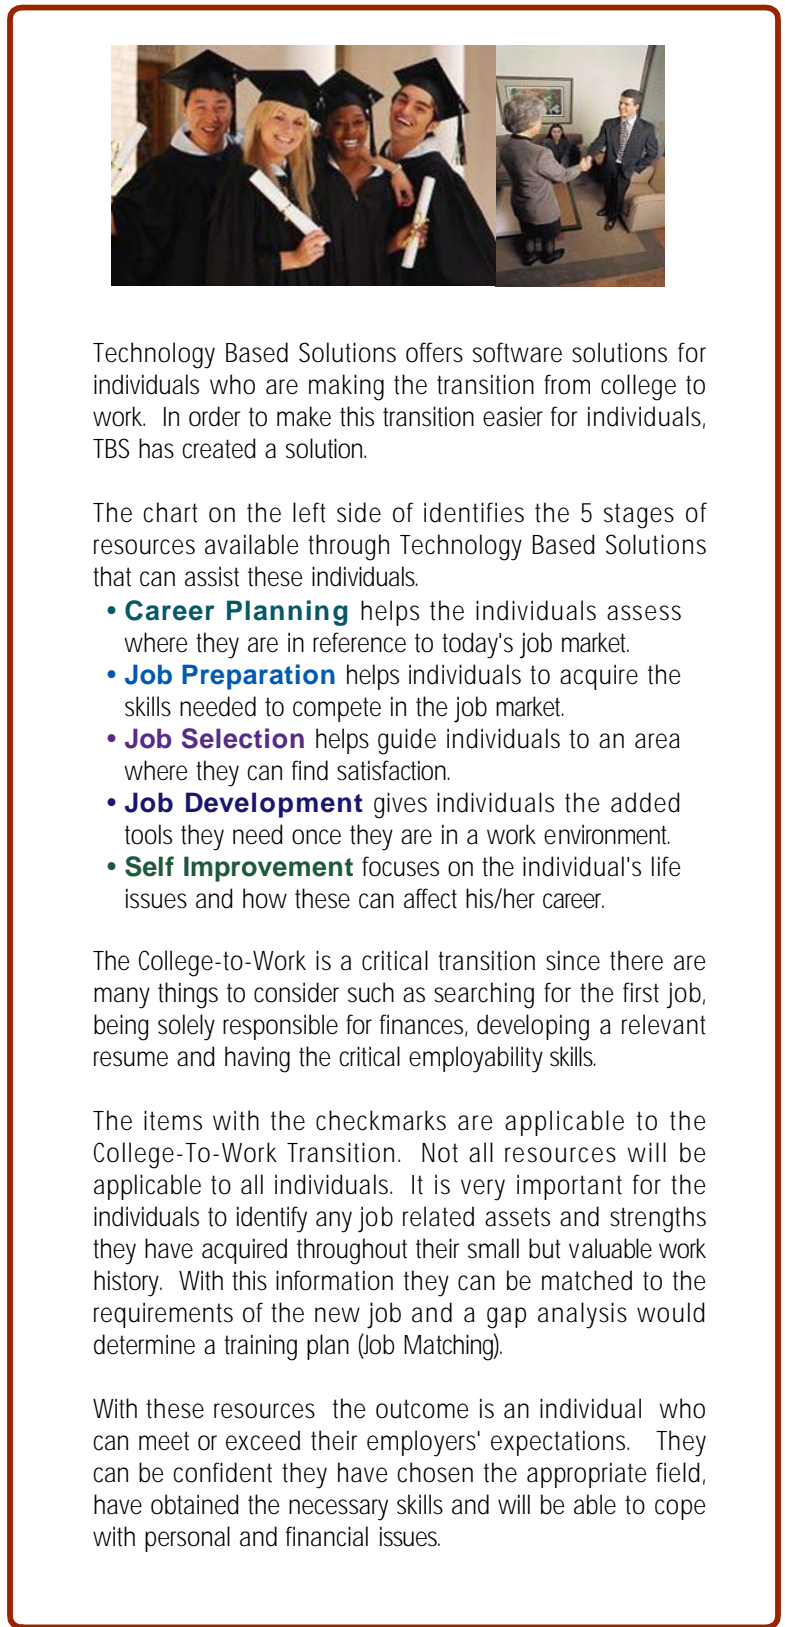 Technology Based Solutions offers software solutions for
individuals who are making the transition from college to
work.  In order to make this transition easier for individuals,
TBS has created a solution.
The chart on the left side of identifies the 5 stages of
resources available through Technology Based Solutions
that can assist these individuals.
• Career Planning helps the individuals assess
where they are in reference to today's job market.
• Job Preparation helps individuals to acquire the
skills needed to compete in the job market.
• Job Selection helps guide individuals to an area
where they can find satisfaction.
• Job Development gives individuals the added
tools they need once they are in a work environment.
• Self Improvement focuses on the individual's life
issues and how these can affect his/her career.
The College-to-Work is a critical transition since there are
many things to consider such as searching for the first job,
being solely responsible for finances, developing a relevant
resume and having the critical employability skills.
The items with the checkmarks are applicable to the
College-To-Work Transition.  Not all resources will be
applicable to all individuals.  It is very important for the
individuals to identify any job related assets and strengths
they have acquired throughout their small but valuable work
history.  With this information they can be matched to the
requirements of the new job and a gap analysis would
determine a training plan (Job Matching).
With these resources  the outcome is an individual  who
can meet or exceed their employers' expectations.   They
can be confident they have chosen the appropriate field,
have obtained the necessary skills and will be able to cope
with personal and financial issues.